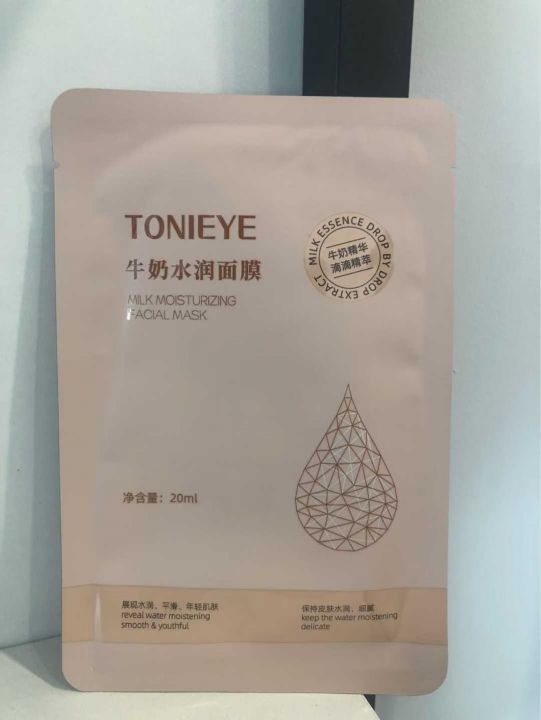 TONIEYE
牛奶水润面膜
MILK MOISTURIZING
FACIAL MASK
MILK ESSENCE DROP BY DROP EXTRACT
牛奶精华
滴滴精萃
净含量：20ml
展现水润、平滑、年轻肌肤
reveal water moistening
smooth & youthful
保持皮肤水润、细腻
keep the water moistening
delicate